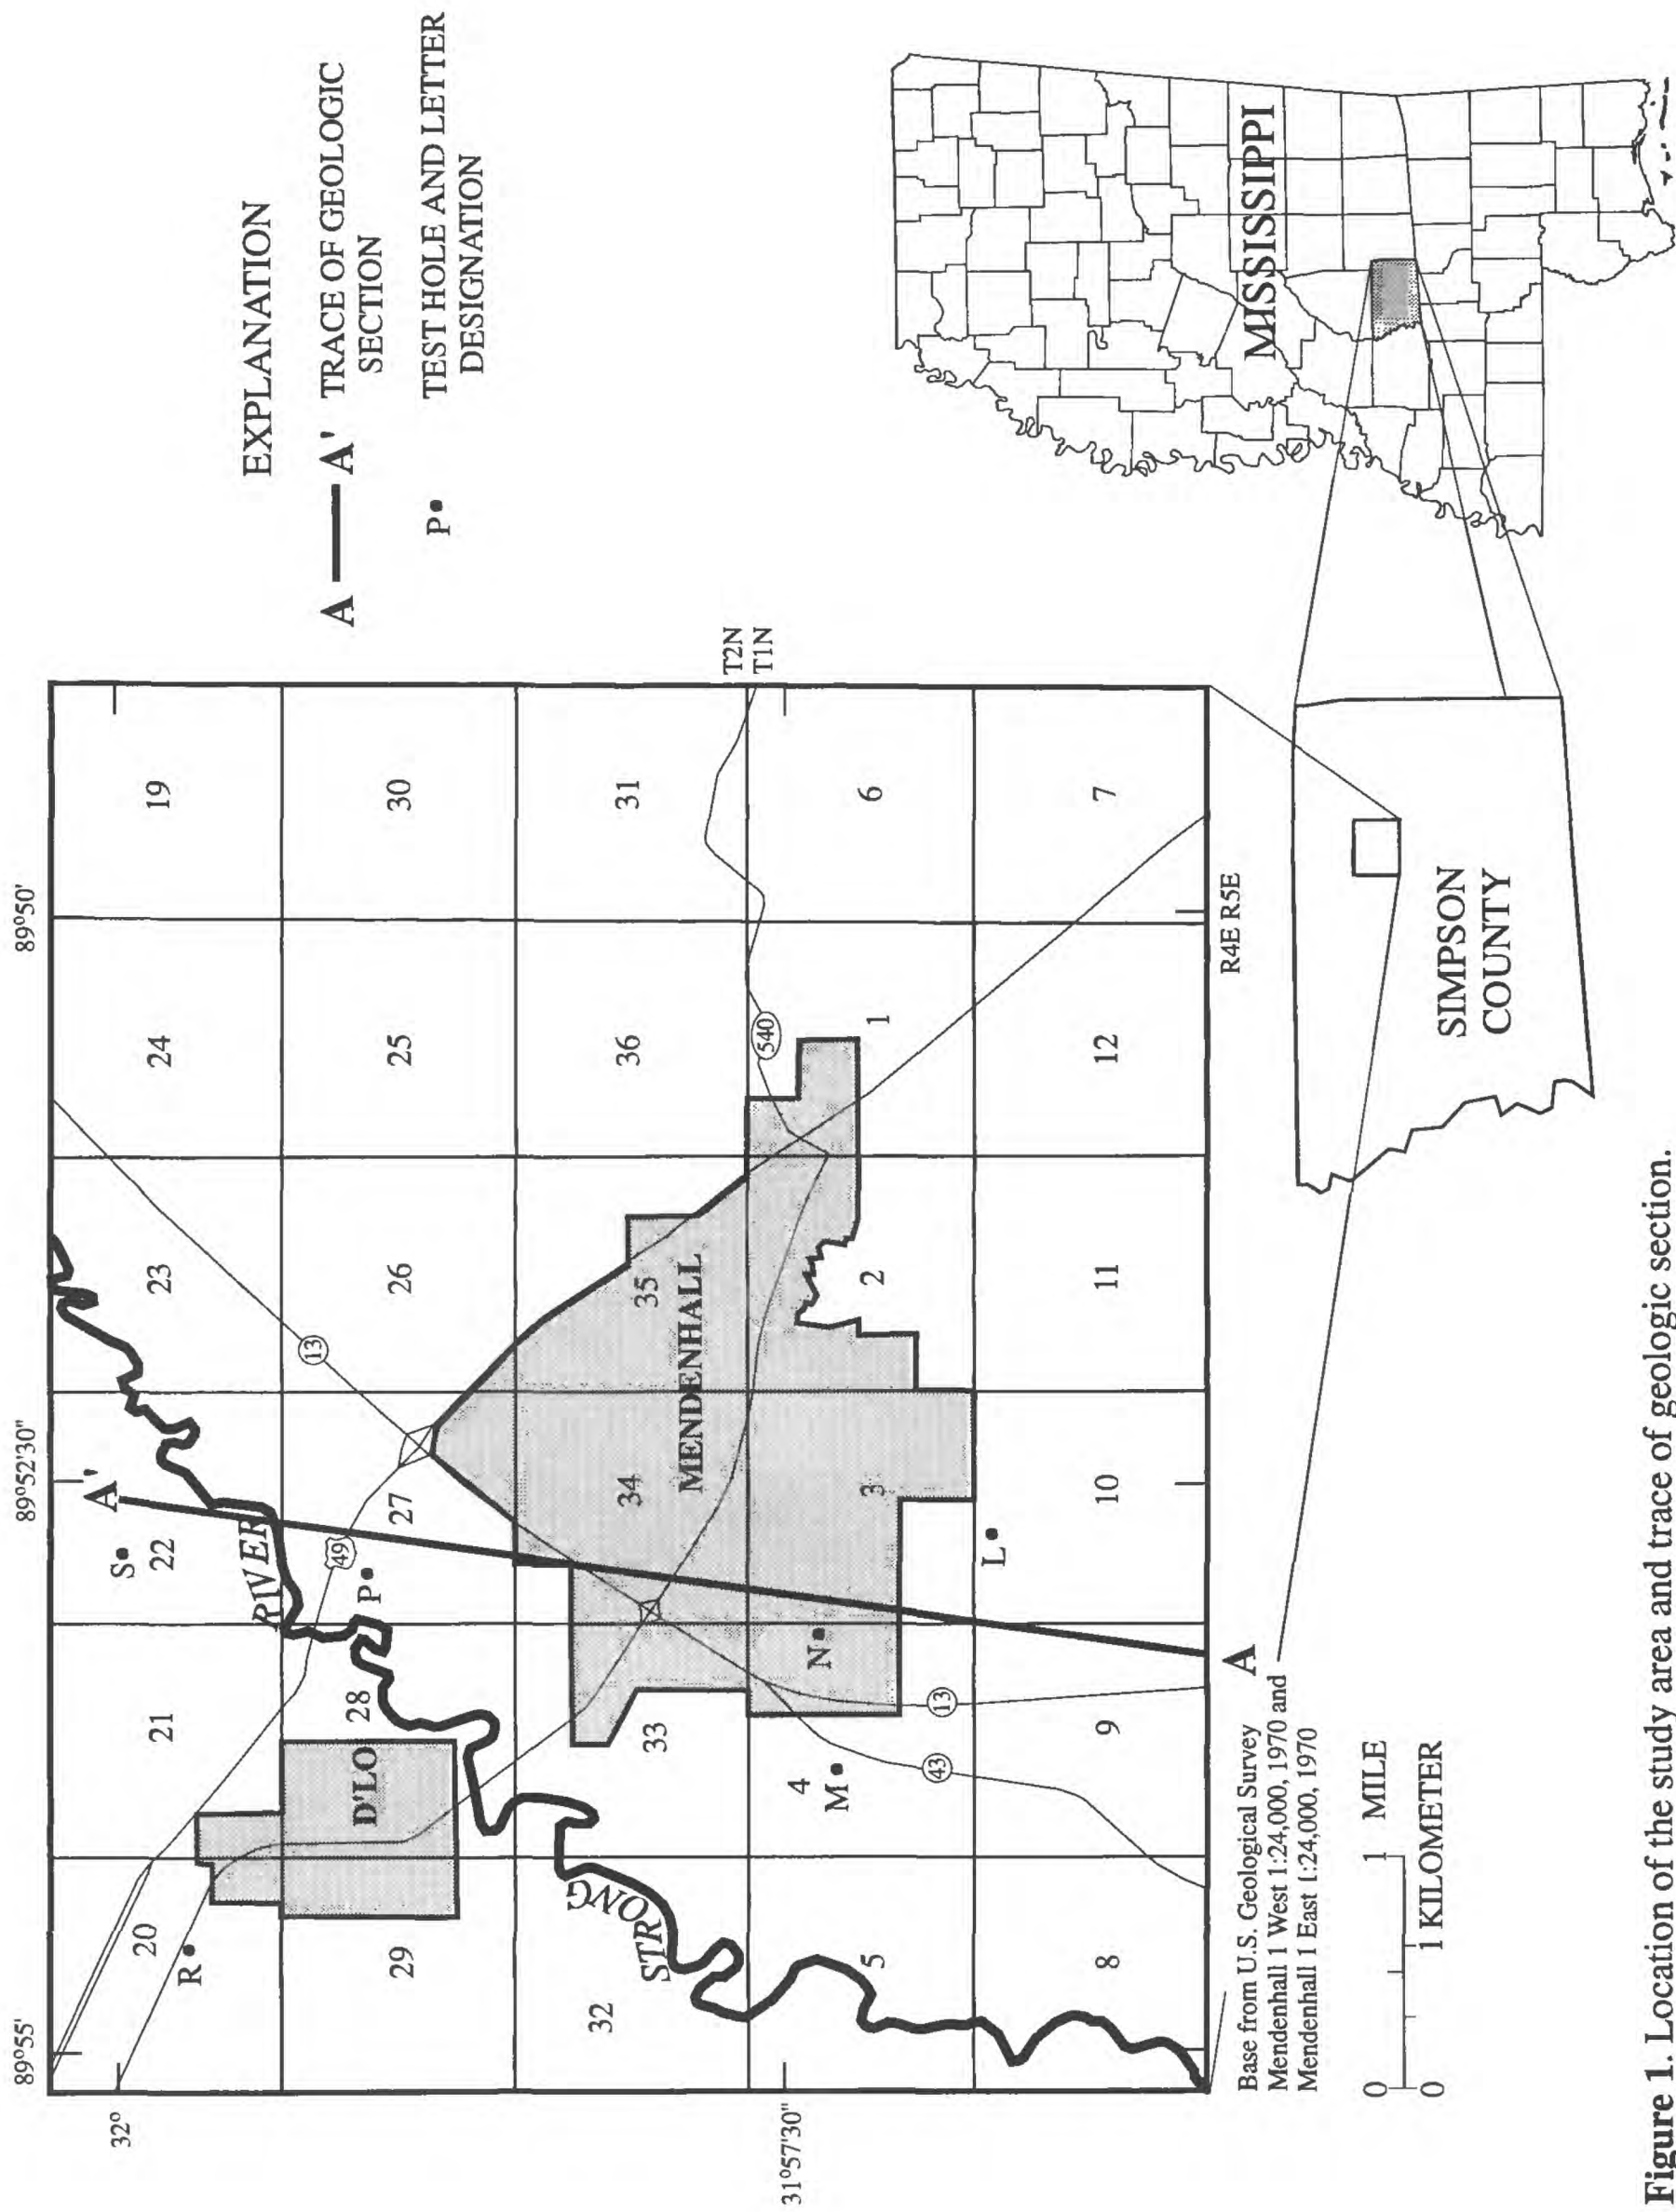 89°55'
89°52'30"
89°50'
32°
31°57'30"
20
21
22
23
24
19
R
S
A'
RIVER
13
49
29
28
27
26
25
30
D'LO
P
32
33
34
35
36
31
STRONG
MENDENHALL
T2N
T1N
540
5
4
3
2
1
6
M
N
L
43
13
8
9
10
11
12
7
A
R4E R5E
Base from U.S. Geological Survey
Mendenhall 1 West 1:24,000, 1970 and
Mendenhall 1 East 1:24,000, 1970
0 1 MILE
0 1 KILOMETER
SIMPSON
COUNTY
EXPLANATION
A A' TRACE OF GEOLOGIC
SECTION
P TEST HOLE AND LETTER
DESIGNATION
MISSISSIPPI
Figure 1. Location of the study area and trace of geologic section.